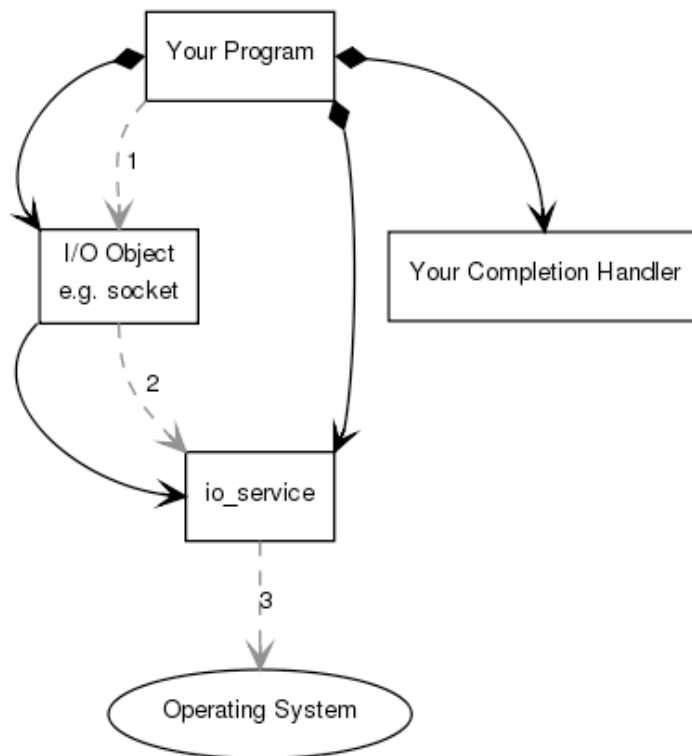 Your Program
1
I/O Object
e.g. socket
Your Completion Handler
2
io_service
3
Operating System